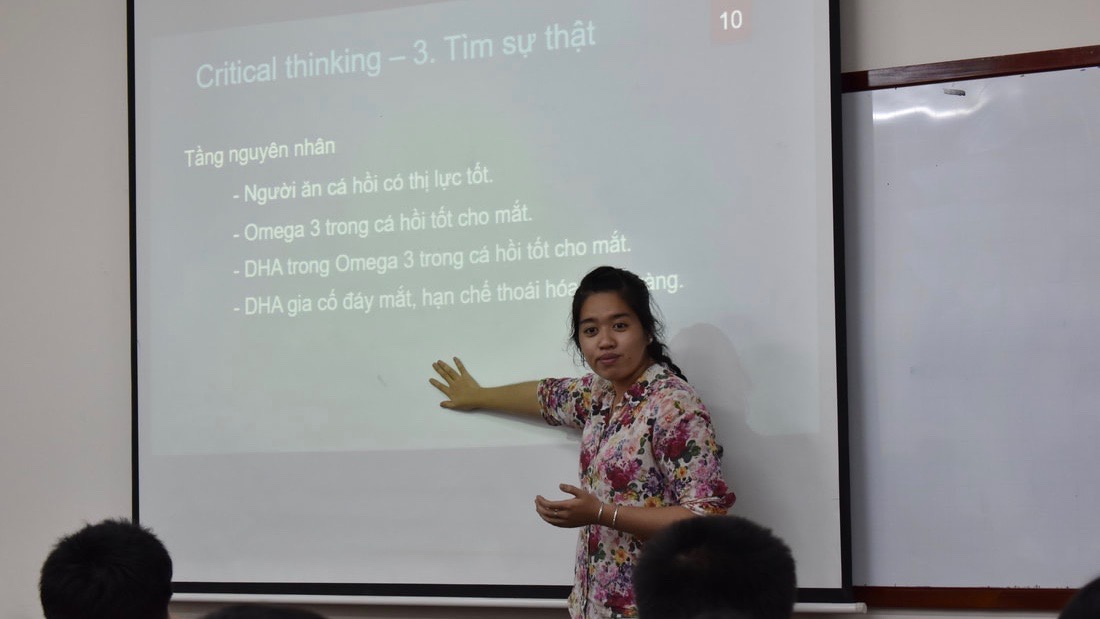 10
Critical thinking – 3. Tìm sự thật
Tầng nguyên nhân
- Người ăn cá hồi có thị lực tốt.
- Omega 3 trong cá hồi tốt cho mắt.
- DHA trong Omega 3 trong cá hồi tốt cho mắt.
- DHA gia cố đáy mắt, hạn chế thoái hóa